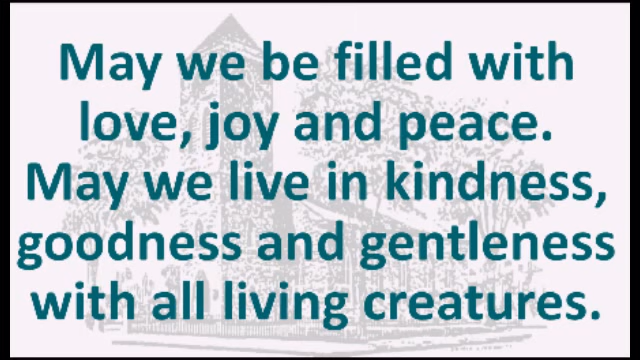 May we be filled with
love, joy and peace.
May we live in kindness,
goodness and gentleness
with all living creatures.